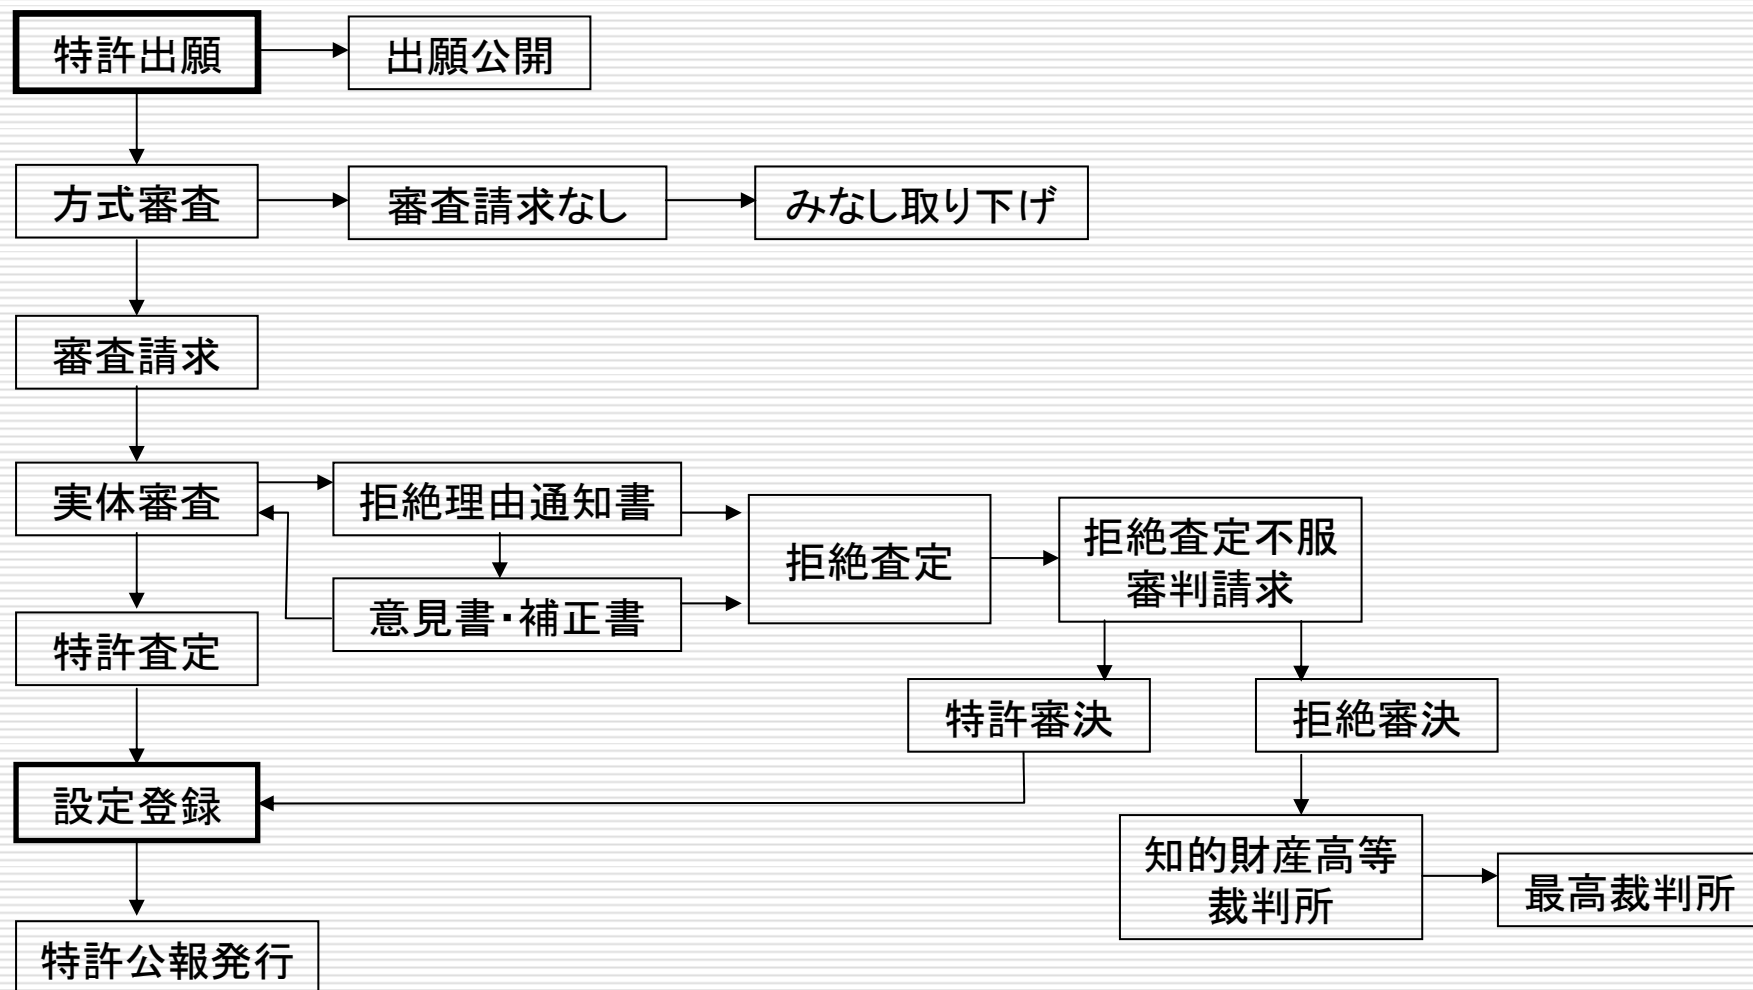 特許出願
出願公開
方式審査
審査請求なし
みなし取り下げ
審査請求
実体審査
拒絶理由通知書
意見書・補正書
拒絶査定
拒絶査定不服
審判請求
特許査定
特許審決
拒絶審決
設定登録
知的財産高等
裁判所
最高裁判所
特許公報発行